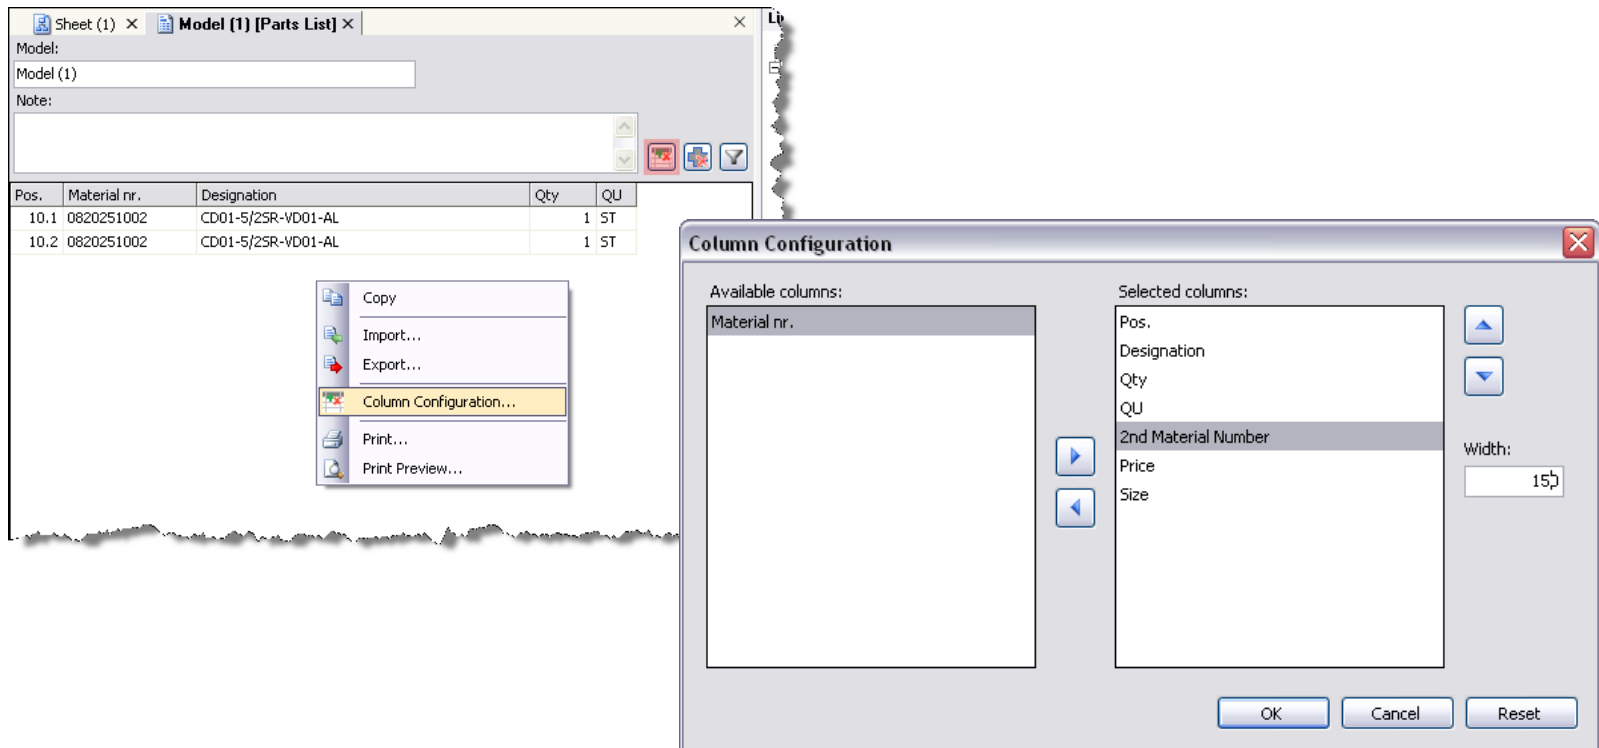 Sheet (1)
Model (1) [Parts List]
Model:
Model (1)
Note:
Pos. Material nr. Designation Qty QU
10.1 0820251002 CD01-5/2SR-VD01-AL 1 ST
10.2 0820251002 CD01-5/2SR-VD01-AL 1 ST
Copy
Import...
Export...
Column Configuration...
Print...
Print Preview...
Column Configuration
Available columns:
Material nr.
Selected columns:
Pos.
Designation
Qty
QU
2nd Material Number
Price
Size
Width:
OK Cancel Reset